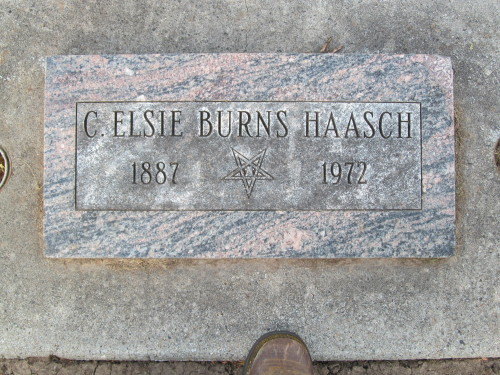 C. ELSIE BURNS HAASCH
1887 1972